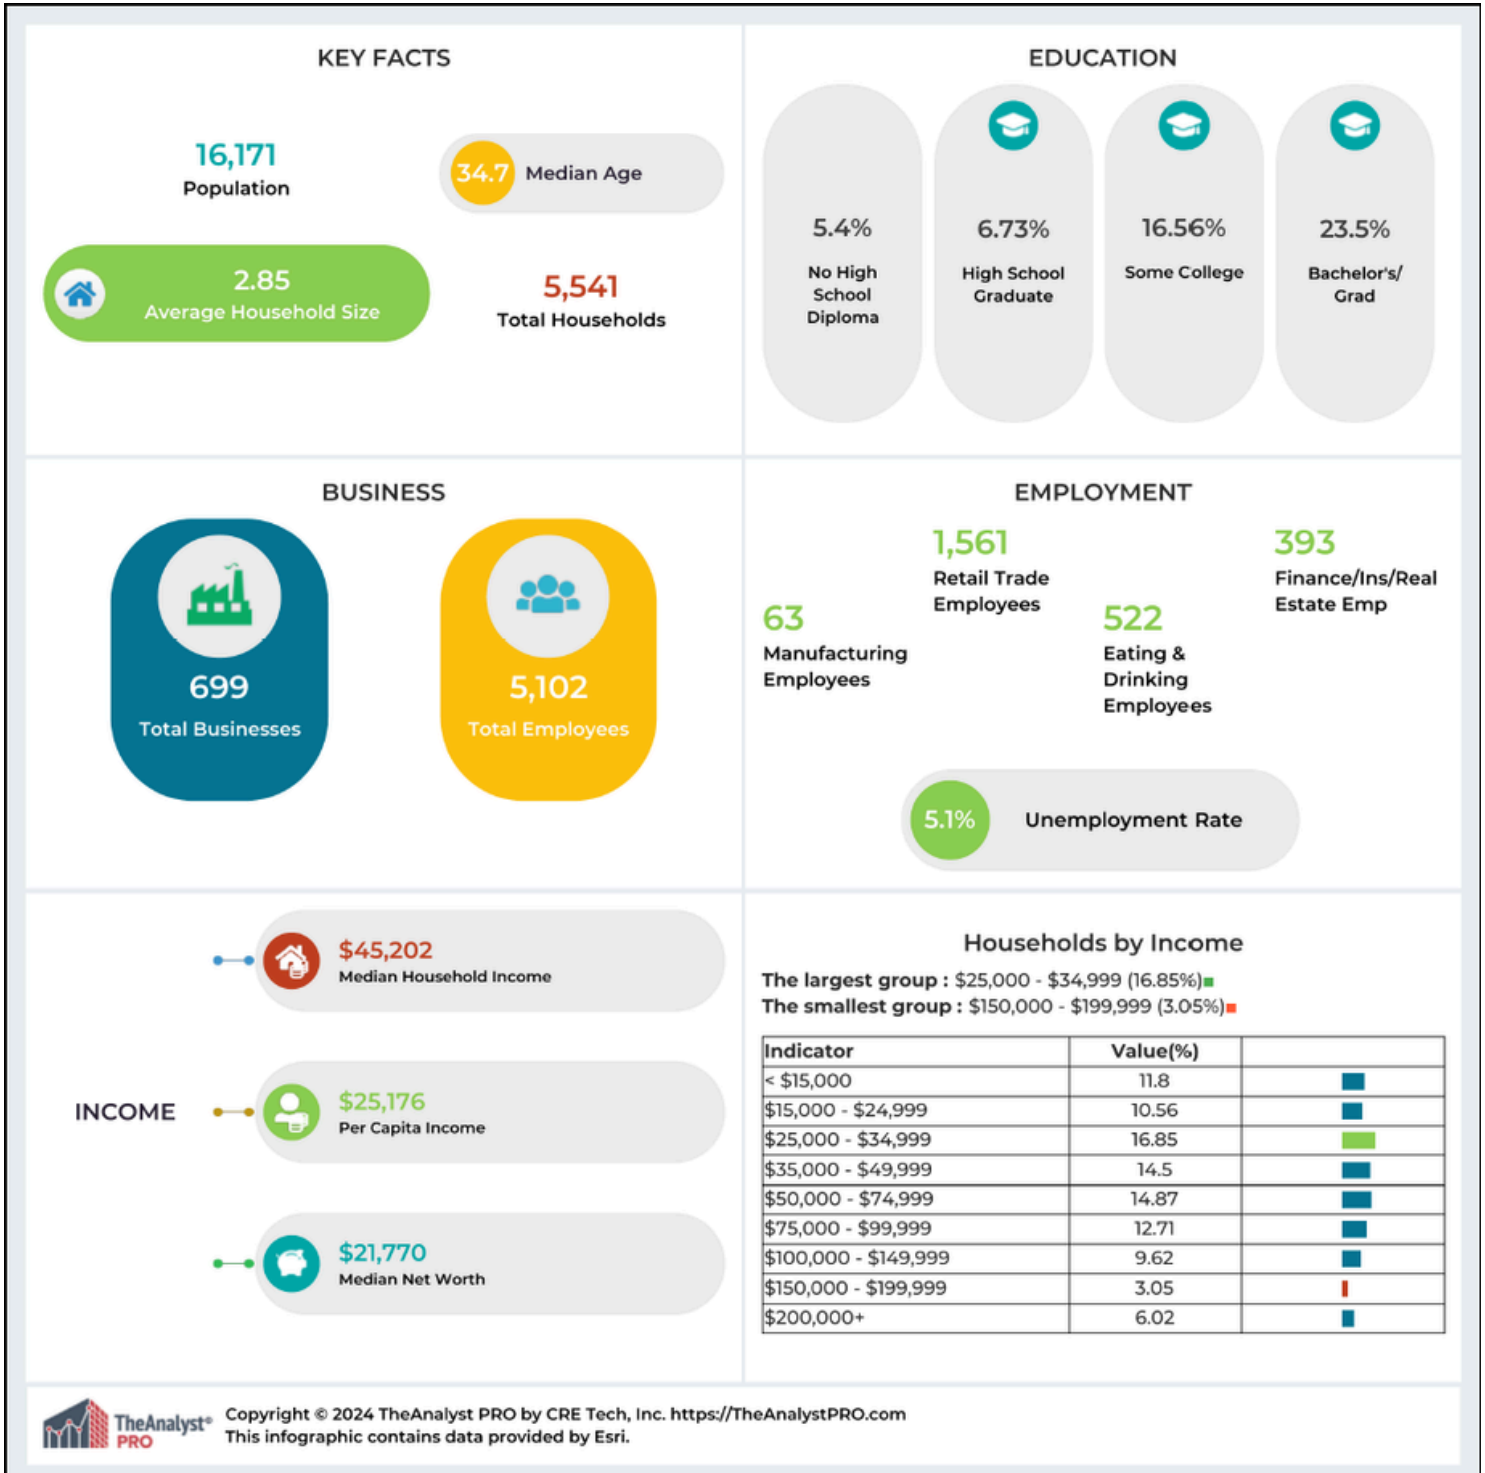 KEY FACTS
16,171
Population
34.7 Median Age
2.85
Average Household Size
5,541
Total Households
EDUCATION
5.4%
No High
School
Diploma
6.73%
High School
Graduate
16.56%
Some College
23.5%
Bachelor's/
Grad
BUSINESS
699
Total Businesses
5,102
Total Employees
EMPLOYMENT
63
Manufacturing
Employees
1,561
Retail Trade
Employees
522
Eating &
Drinking
Employees
393
Finance/Ins/Real
Estate Emp
5.1% Unemployment Rate
INCOME
$45,202
Median Household Income
$25,176
Per Capita Income
$21,770
Median Net Worth
Households by Income
The largest group : $25,000 - $34,999 (16.85%)
The smallest group : $150,000 - $199,999 (3.05%)
Indicator Value(%)
< $15,000 11.8
$15,000 - $24,999 10.56
$25,000 - $34,999 16.85
$35,000 - $49,999 14.5
$50,000 - $74,999 14.87
$75,000 - $99,999 12.71
$100,000 - $149,999 9.62
$150,000 - $199,999 3.05
$200,000+ 6.02
TheAnalyst®
PRO
Copyright © 2024 TheAnalyst PRO by CRE Tech, Inc. https://TheAnalystPRO.com
This infographic contains data provided by Esri.